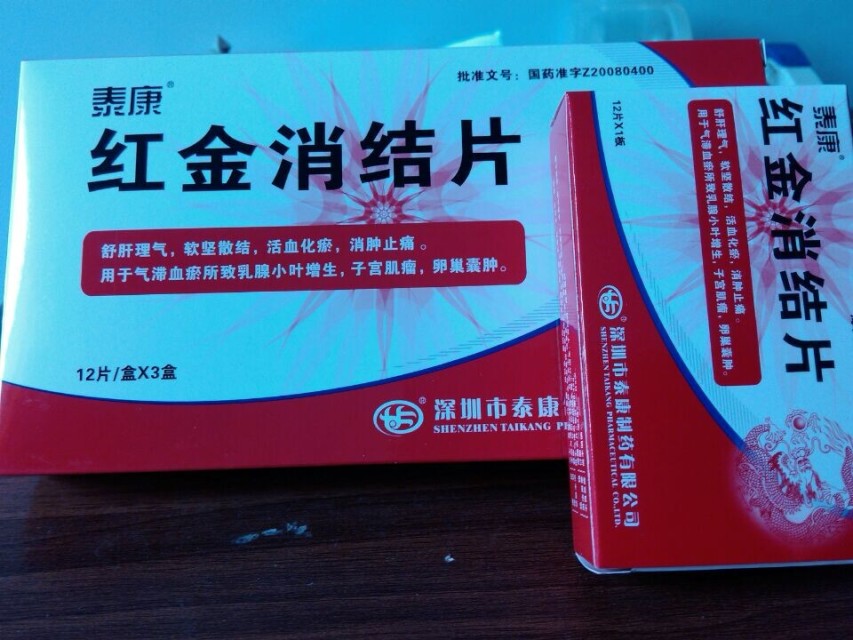 批准文号：国药准字Z20080400
泰康®
红金消结片
舒肝理气，软坚散结，活血化瘀，消肿止痛。
用于气滞血瘀所致乳腺小叶增生，子宫肌瘤，卵巢囊肿。
12片/盒X3盒
深圳市泰康
SHENZHEN TAIKANG
泰康®
红金消结片
舒肝理气，软坚散结，活血化瘀，消肿止痛。
用于气滞血瘀所致乳腺小叶增生，子宫肌瘤，卵巢囊肿。
12片X1板
深圳市泰康制药有限公司
SHENZHEN TAIKANG PHARMACEUTICAL CO.,LTD.